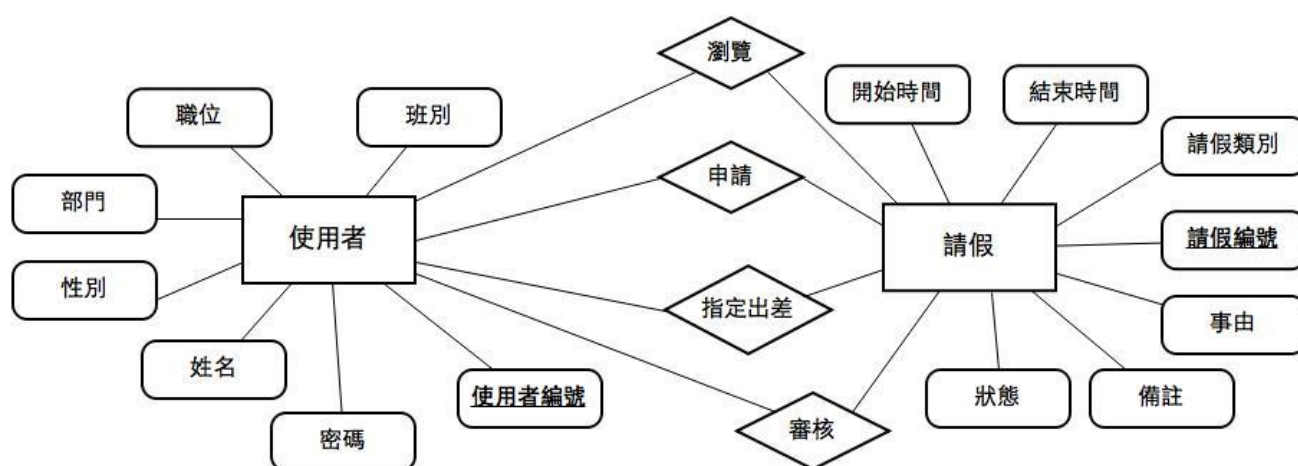 瀏覽
職位
班別
開始時間
結束時間
請假類別
部門
使用者
申請
請假
請假編號
性別
指定出差
事由
姓名
使用者編號
狀態
備註
密碼
審核